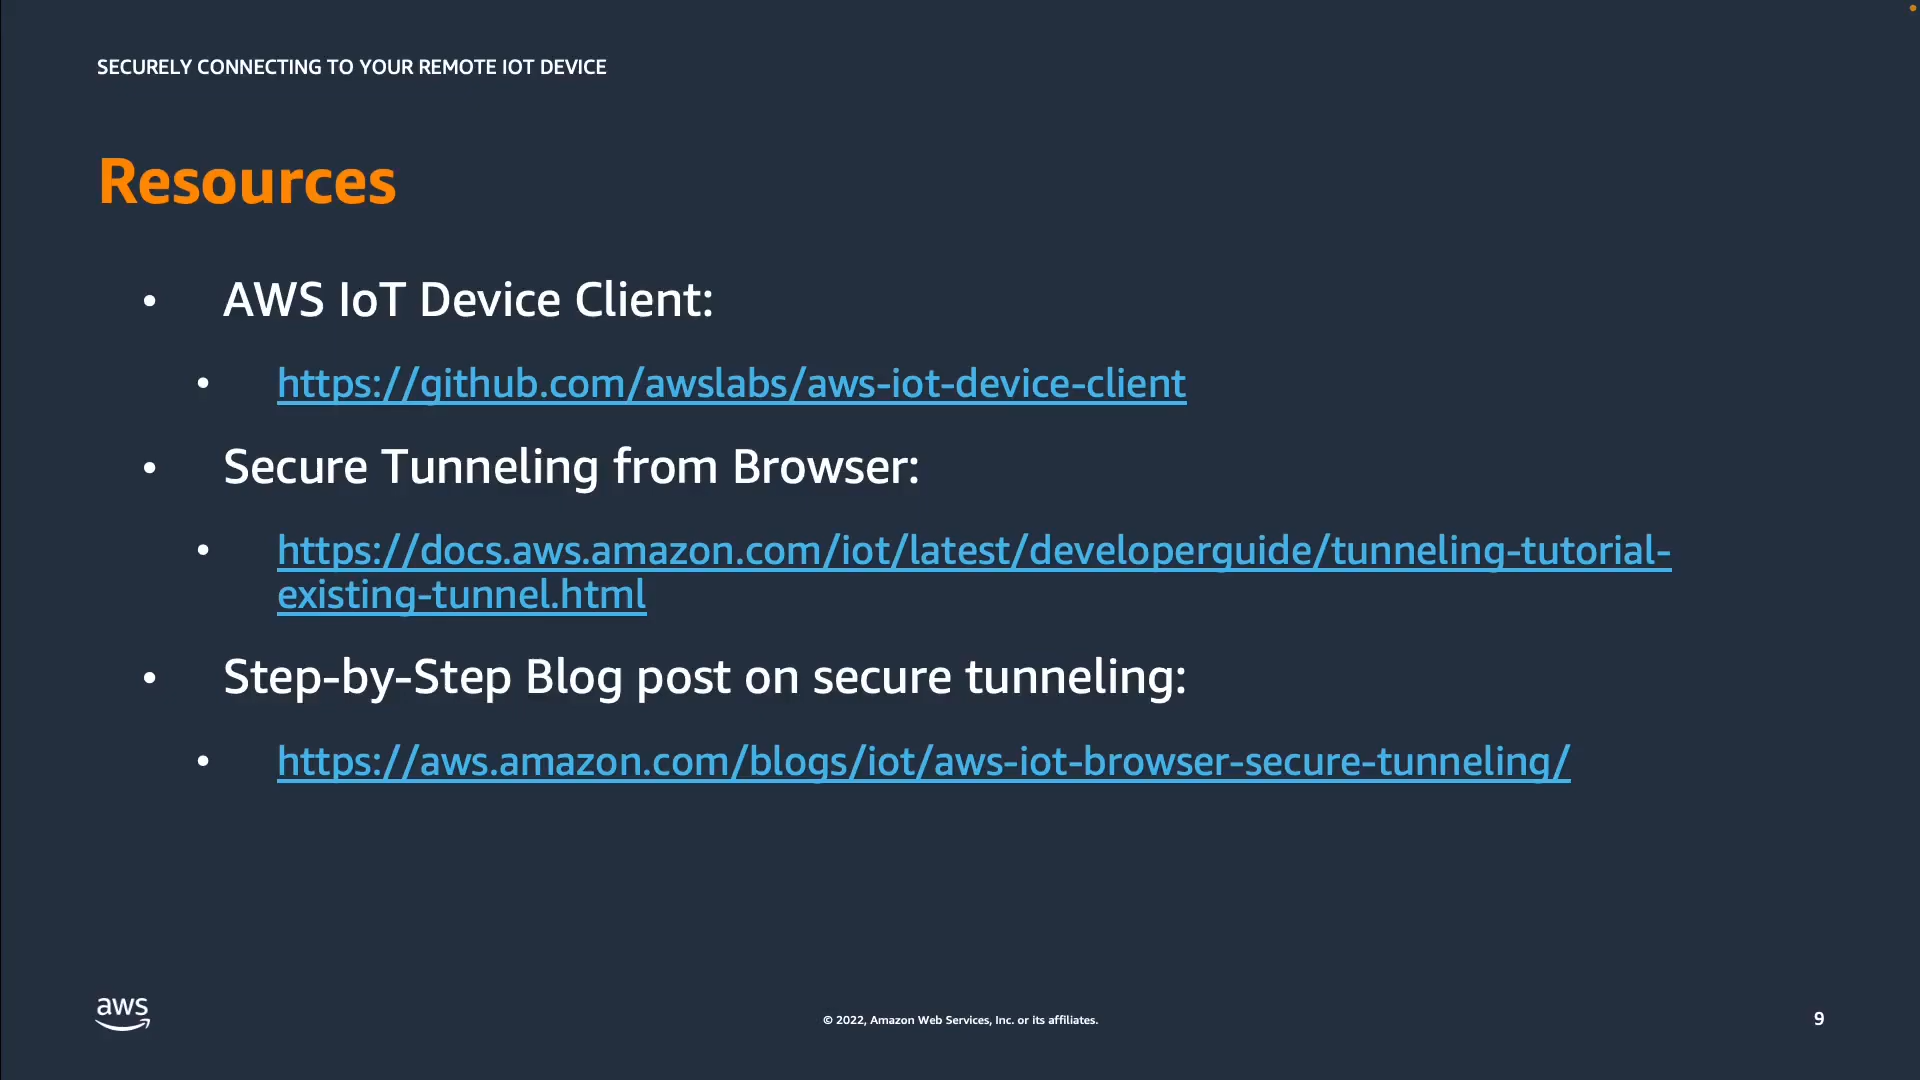 SECURELY CONNECTING TO YOUR REMOTE IOT DEVICE
Resources
• AWS IoT Device Client:
• https://github.com/awslabs/aws-iot-device-client
• Secure Tunneling from Browser:
• https://docs.aws.amazon.com/iot/latest/developerguide/tunneling-tutorial-
existing-tunnel.html
• Step-by-Step Blog post on secure tunneling:
• https://aws.amazon.com/blogs/iot/aws-iot-browser-secure-tunneling/
aws
© 2022, Amazon Web Services, Inc. or its affiliates.
9